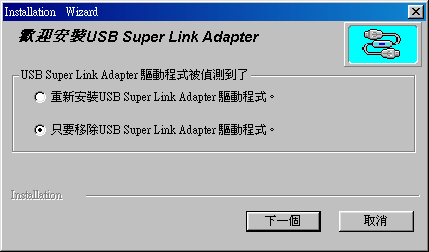 Installation Wizard
歡迎安裝USB Super Link Adapter
USB Super Link Adapter 驅動程式被偵測到了
重新安裝USB Super Link Adapter 驅動程式。
只要移除USB Super Link Adapter 驅動程式。
Installation
下一個
取消